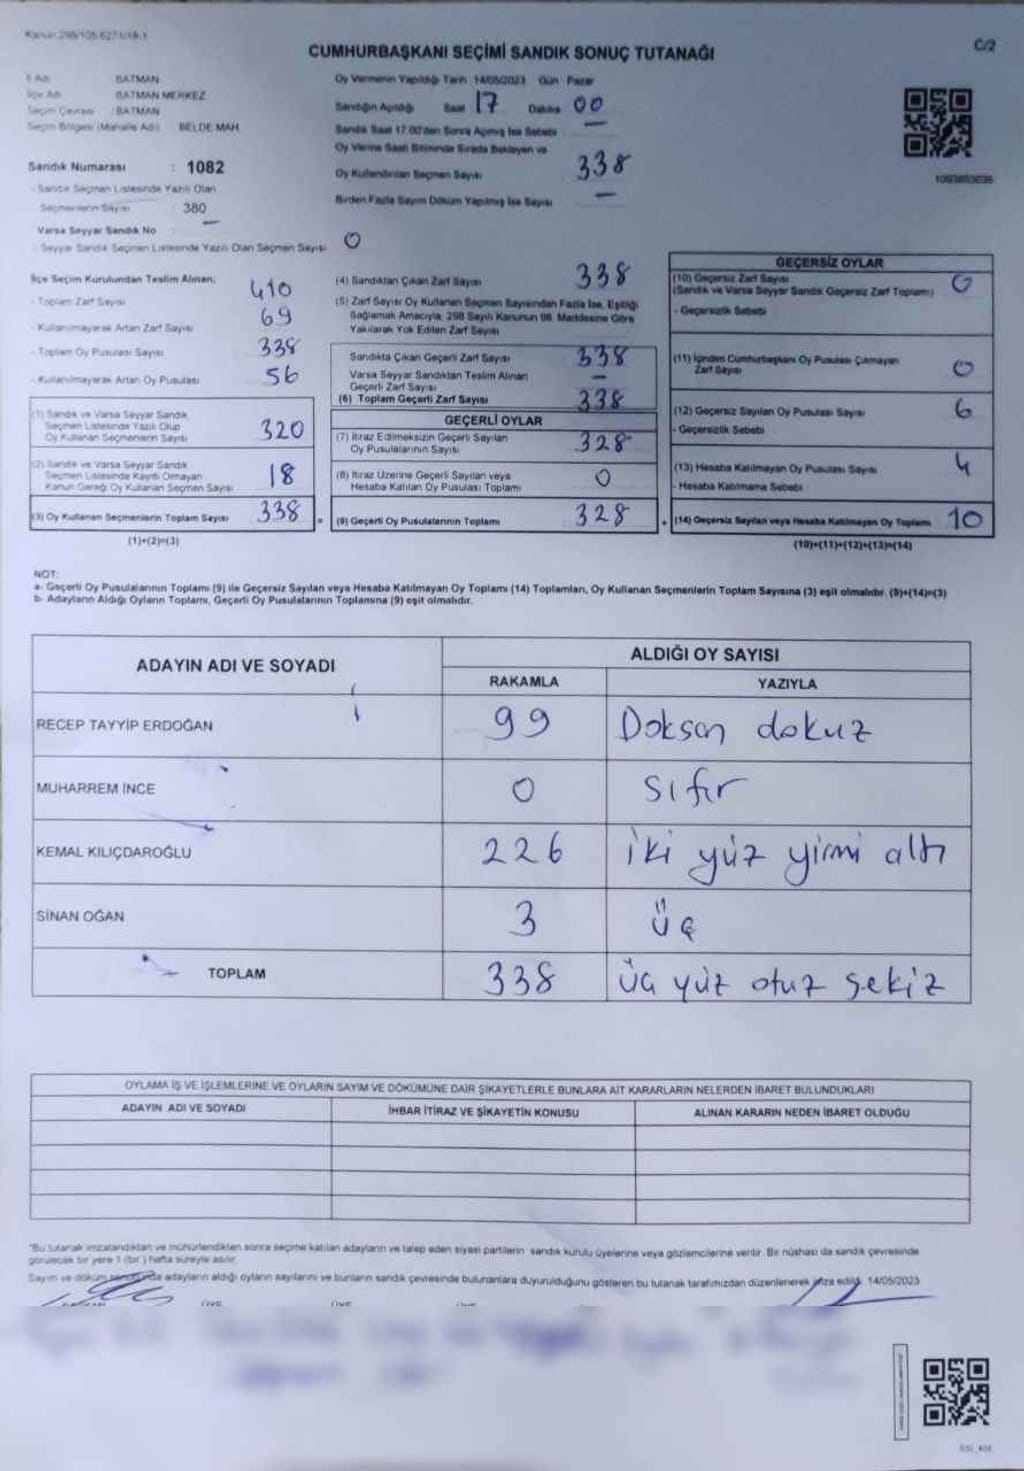 Kanun:298/105 6271/18-1
C/2
CUMHURBAŞKANI SEÇİMİ SANDIK SONUÇ TUTANAĞI
İl Adı BATMAN
İlçe Adı BATMAN MERKEZ
Seçim Çevresi : BATMAN
Seçim Bölgesi (Mahalle Adı) BELDE MAH.
Sandık Numarası : 1082
- Sandık Seçmen Listesinde Yazılı Olan
Seçmenlerin Sayısı : 380
Varsa Seyyar Sandık No : —
- Seyyar Sandık Seçmen Listesinde Yazılı Olan Seçmen Sayısı 0
Oy Vermenin Yapıldığı Tarih 14/05/2023 Gün Pazar
Sandığın Açıldığı Saat 17 Dakika 00
Sandık Saat 17.00'den Sonra Açılmış İse Sebebi —
Oy Verme Saati Bitiminde Sırada Bekleyen ve
Oy Kullandırılan Seçmen Sayısı 338
Birden Fazla Sayım Döküm Yapılmış İse Sayısı —
1093853036
İlçe Seçim Kurulundan Teslim Alınan;
- Toplam Zarf Sayısı 410
- Kullanılmayarak Artan Zarf Sayısı 69
- Toplam Oy Pusulası Sayısı 338
- Kullanılmayarak Artan Oy Pusulası 56
(1) Sandık ve Varsa Seyyar Sandık
Seçmen Listesinde Yazılı Olup
Oy Kullanan Seçmenlerin Sayısı 320
(2) Sandık ve Varsa Seyyar Sandık
Seçmen Listesinde Kayıtlı Olmayan
Kanun Gereği Oy Kullanan Seçmen Sayısı 18
(3) Oy Kullanan Seçmenlerin Toplam Sayısı 338
(1)+(2)=(3)
(4) Sandıktan Çıkan Zarf Sayısı 338
(5) Zarf Sayısı Oy Kullanan Seçmen Sayısından Fazla İse, Eşitliği
Sağlamak Amacıyla, 298 Sayılı Kanunun 98. Maddesine Göre
Yakılarak Yok Edilen Zarf Sayısı
Sandıkta Çıkan Geçerli Zarf Sayısı 338
Varsa Seyyar Sandıktan Teslim Alınan
Geçerli Zarf Sayısı —
(6) Toplam Geçerli Zarf Sayısı 338
GEÇERLİ OYLAR
(7) İtiraz Edilmeksizin Geçerli Sayılan
Oy Pusulalarının Sayısı 328
(8) İtiraz Üzerine Geçerli Sayılan veya
Hesaba Katılan Oy Pusulası Toplamı 0
(9) Geçerli Oy Pusulalarının Toplamı 328
GEÇERSİZ OYLAR
(10) Geçersiz Zarf Sayısı 0
(Sandık ve Varsa Seyyar Sandık Geçersiz Zarf Toplamı)
- Geçersizlik Sebebi
(11) İçinden Cumhurbaşkanı Oy Pusulası Çıkmayan
Zarf Sayısı 0
(12) Geçersiz Sayılan Oy Pusulası Sayısı 6
- Geçersizlik Sebebi
(13) Hesaba Katılmayan Oy Pusulası Sayısı 4
- Hesaba Katılmama Sebebi
(14) Geçersiz Sayılan veya Hesaba Katılmayan Oy Toplamı 10
(10)+(11)+(12)+(13)=(14)
NOT:
a- Geçerli Oy Pusulalarının Toplamı (9) ile Geçersiz Sayılan veya Hesaba Katılmayan Oy Toplamı (14) Toplamları, Oy Kullanan Seçmenlerin Toplam Sayısına (3) eşit olmalıdır. (9)+(14)=(3)
b- Adayların Aldığı Oyların Toplamı, Geçerli Oy Pusulalarının Toplamına (9) eşit olmalıdır.
ADAYIN ADI VE SOYADI
ALDIĞI OY SAYISI
RAKAMLA YAZIYLA
RECEP TAYYİP ERDOĞAN 99 Doksan dokuz
MUHARREM İNCE 0 sıfır
KEMAL KILIÇDAROĞLU 226 iki yüz yirmi altı
SİNAN OĞAN 3 üç
TOPLAM 338 üç yüz otuz sekiz
OYLAMA İŞ VE İŞLEMLERİNE VE OYLARIN SAYIM VE DÖKÜMÜNE DAİR ŞİKAYETLERLE BUNLARA AİT KARARLARIN NELERDEN İBARET BULUNDUKLARI
ADAYIN ADI VE SOYADI İHBAR İTİRAZ VE ŞİKAYETİN KONUSU ALINAN KARARIN NEDEN İBARET OLDUĞU
"Bu tutanak imzalandıktan ve mühürlendikten sonra seçime katılan adayların ve talep eden siyasi partilerin sandık kurulu üyelerine veya gözlemcilerine verilir. Bir nüshası da sandık çevresinde
görülecek bir yere 1 (bir ) hafta süreyle asılır.
Sayım ve döküm sonunda adayların aldığı oyların sayılarını ve bunların sandık çevresinde bulunanlara duyurulduğunu gösteren bu tutanak tarafımızdan düzenlenerek imza edildi. 14/05/2023